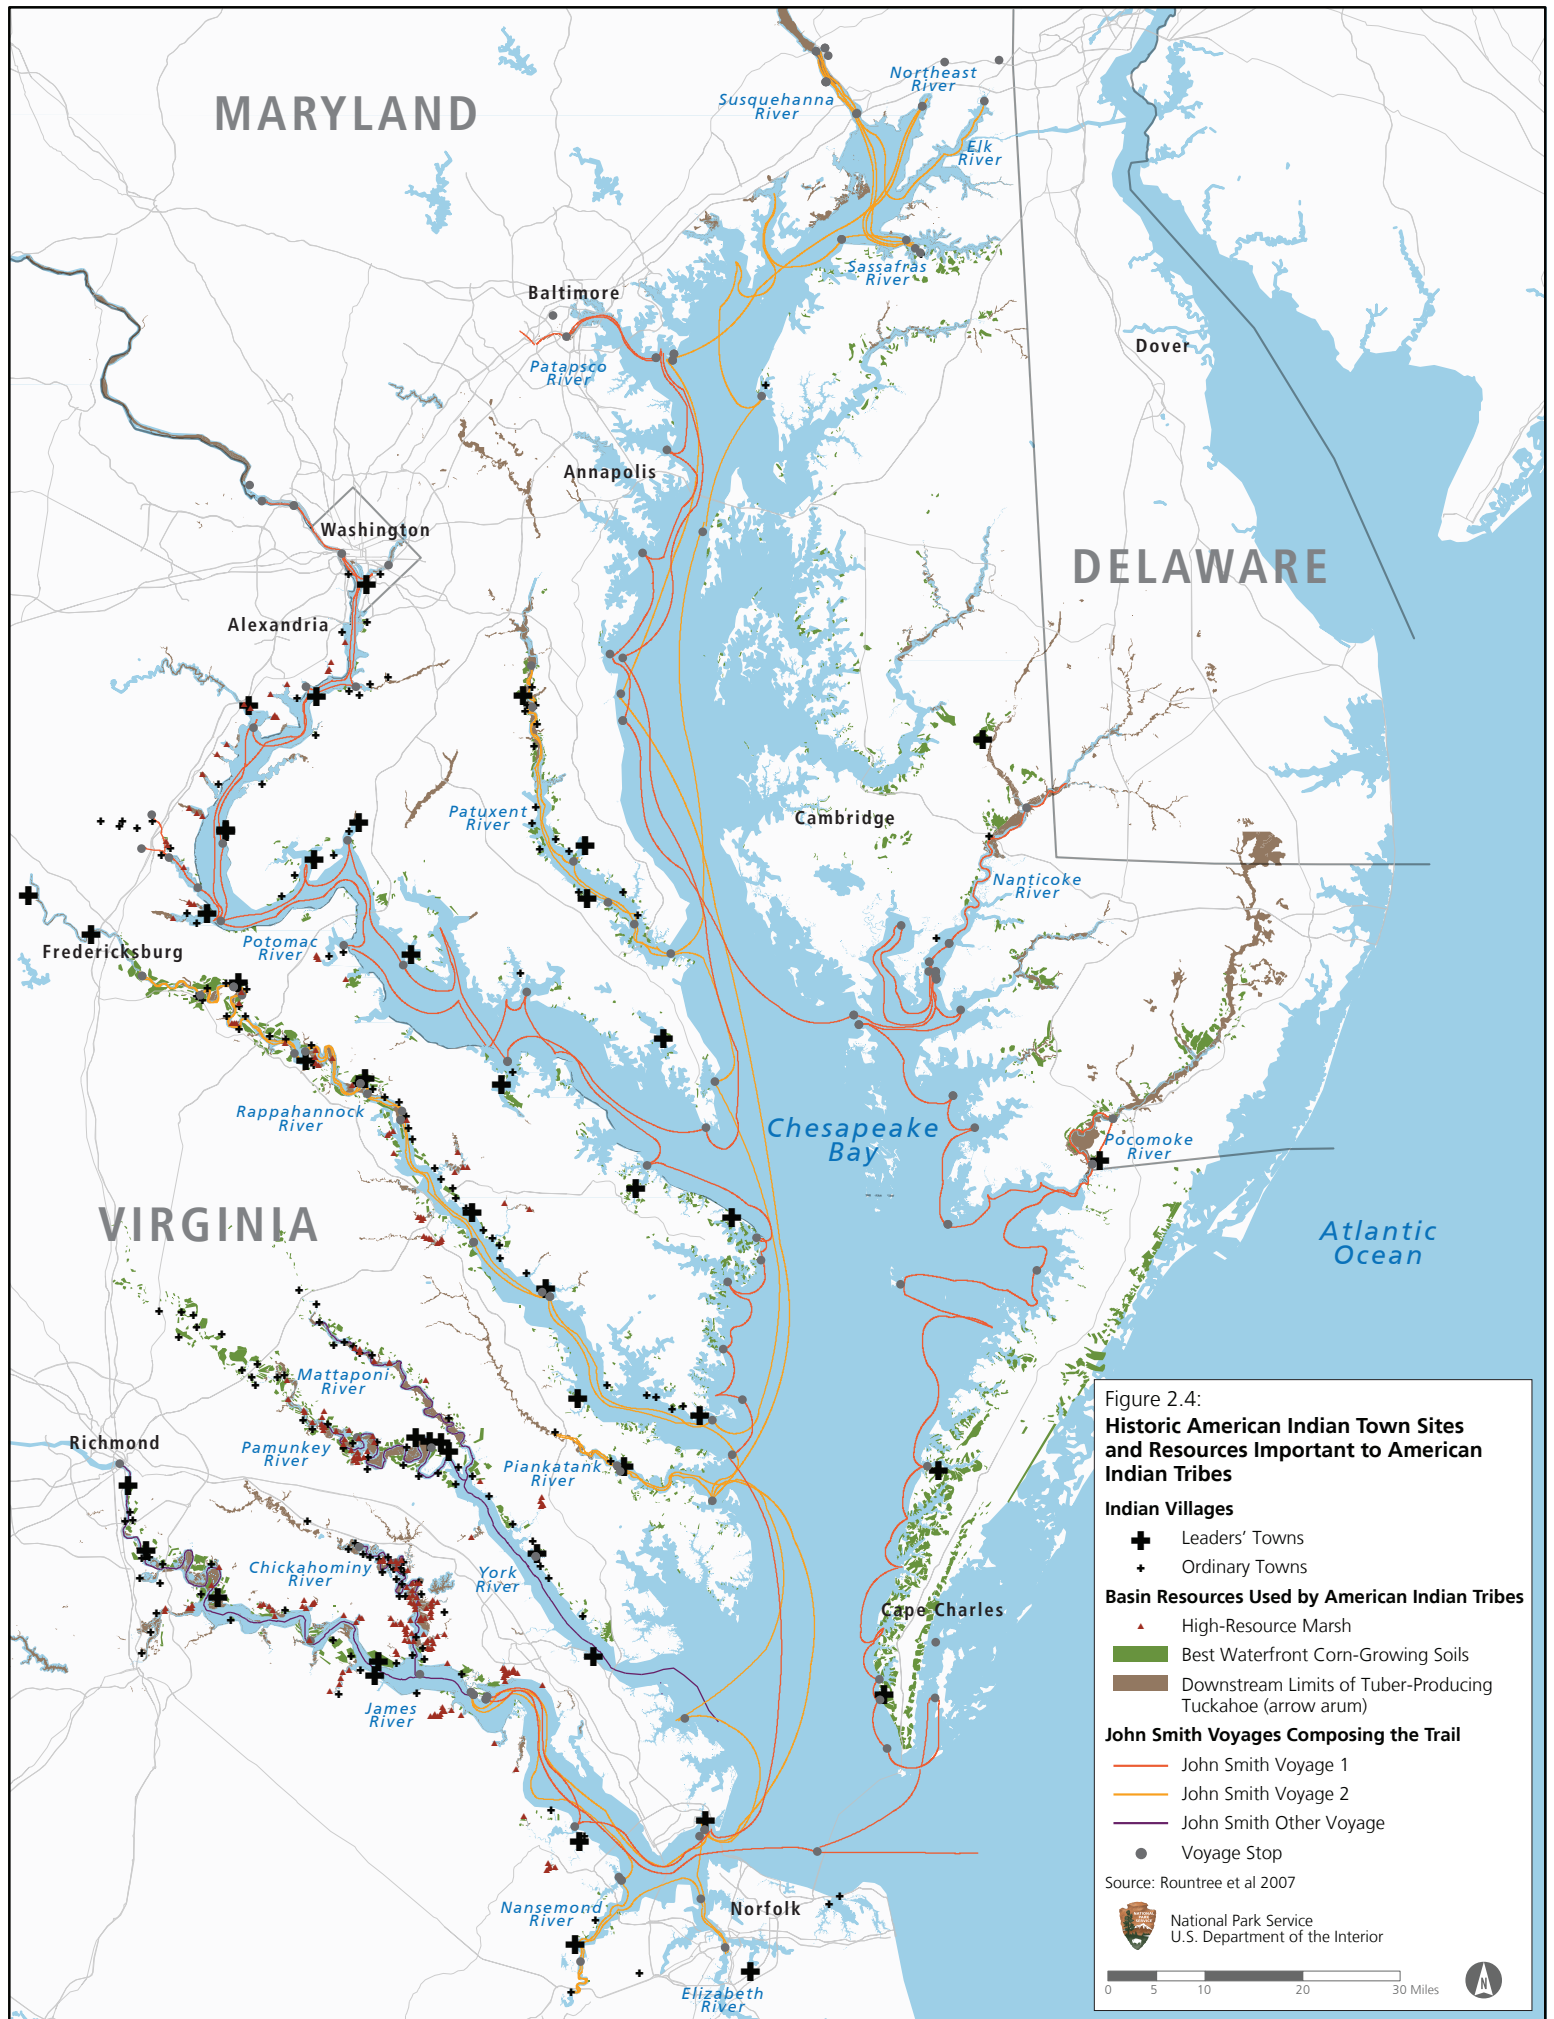 MARYLAND
Susquehanna
River
Northeast
River
Elk
River
Sassafras
River
Baltimore
Patapsco
River
Dover
Annapolis
Washington
DELAWARE
Alexandria
Patuxent
River
Cambridge
Nanticoke
River
Fredericksburg
Potomac
River
Rappahannock
River
Chesapeake
Bay
Pocomoke
River
VIRGINIA
Atlantic
Ocean
Mattaponi
River
Richmond
Pamunkey
River
Piankatank
River
Chickahominy
River
York
River
Cape Charles
James
River
Nansemond
River
Norfolk
Elizabeth
River
Figure 2.4:
Historic American Indian Town Sites
and Resources Important to American
Indian Tribes
Indian Villages
Leaders' Towns
Ordinary Towns
Basin Resources Used by American Indian Tribes
High-Resource Marsh
Best Waterfront Corn-Growing Soils
Downstream Limits of Tuber-Producing
Tuckahoe (arrow arum)
John Smith Voyages Composing the Trail
John Smith Voyage 1
John Smith Voyage 2
John Smith Other Voyage
Voyage Stop
Source: Rountree et al 2007
NATIONAL
PARK
SERVICE
National Park Service
U.S. Department of the Interior
0 5 10 20 30 Miles
N